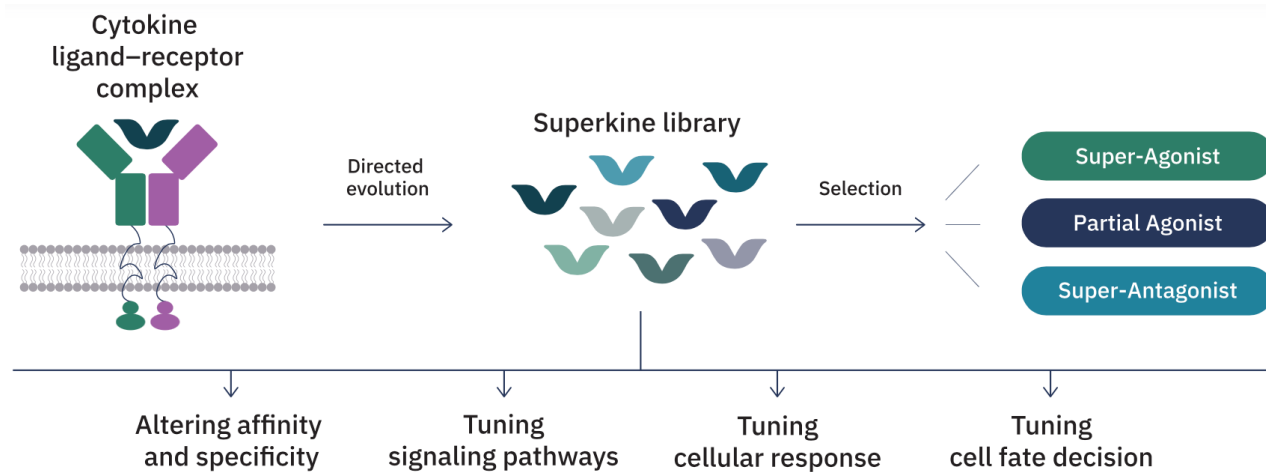 Cytokine
ligand–receptor
complex
Directed
evolution
Superkine library
Selection
Super-Agonist
Partial Agonist
Super-Antagonist
Altering affinity
and specificity
Tuning
signaling pathways
Tuning
cellular response
Tuning
cell fate decision